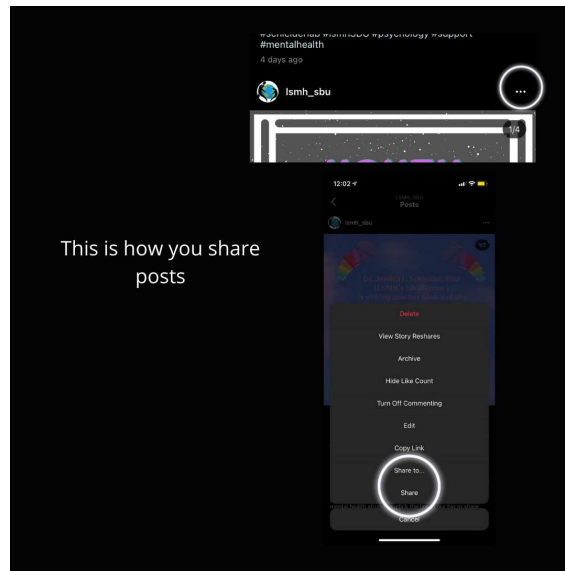 #mentalhealth
4 days ago
lsmh_sbu
1/4
This is how you share
posts
12:02
LSMH_SBU
Posts
lsmh_sbu
Delete
View Story Reshares
Archive
Hide Like Count
Turn Off Commenting
Edit
Copy Link
Share to...
Share
Cancel